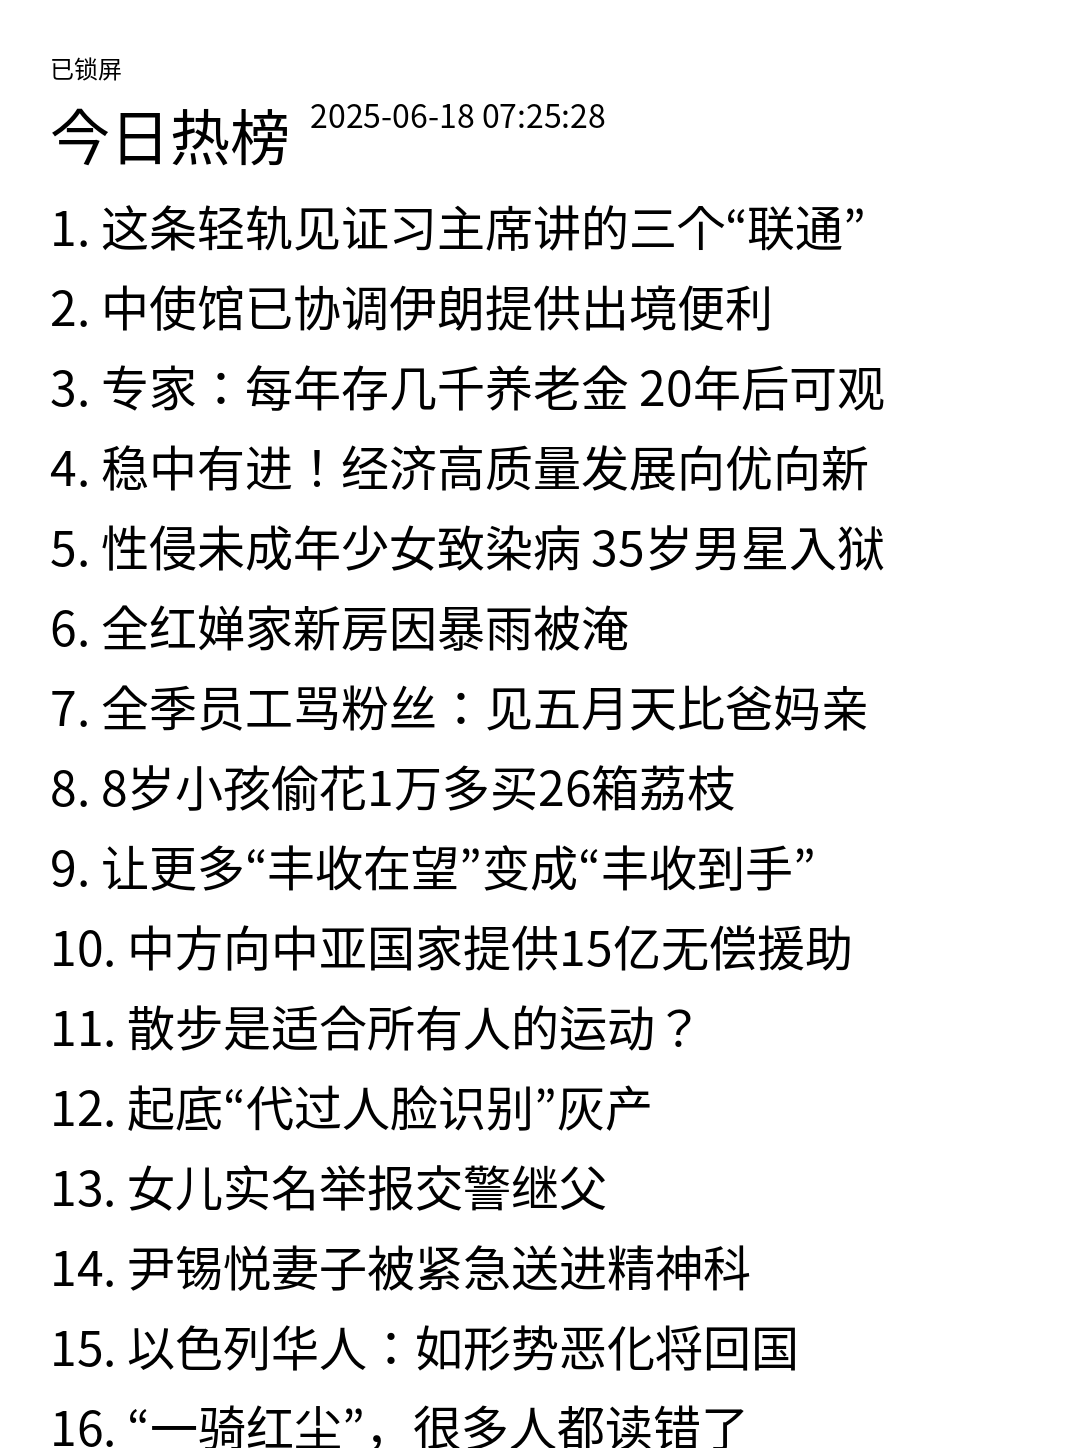 已锁屏
今日热榜 2025-06-18 07:25:28
1. 这条轻轨见证习主席讲的三个“联通”
2. 中使馆已协调伊朗提供出境便利
3. 专家：每年存几千养老金 20年后可观
4. 稳中有进！经济高质量发展向优向新
5. 性侵未成年少女致染病 35岁男星入狱
6. 全红婵家新房因暴雨被淹
7. 全季员工骂粉丝：见五月天比爸妈亲
8. 8岁小孩偷花1万多买26箱荔枝
9. 让更多“丰收在望”变成“丰收到手”
10. 中方向中亚国家提供15亿无偿援助
11. 散步是适合所有人的运动？
12. 起底“代过人脸识别”灰产
13. 女儿实名举报交警继父
14. 尹锡悦妻子被紧急送进精神科
15. 以色列华人：如形势恶化将回国
16. “一骑红尘”，很多人都读错了